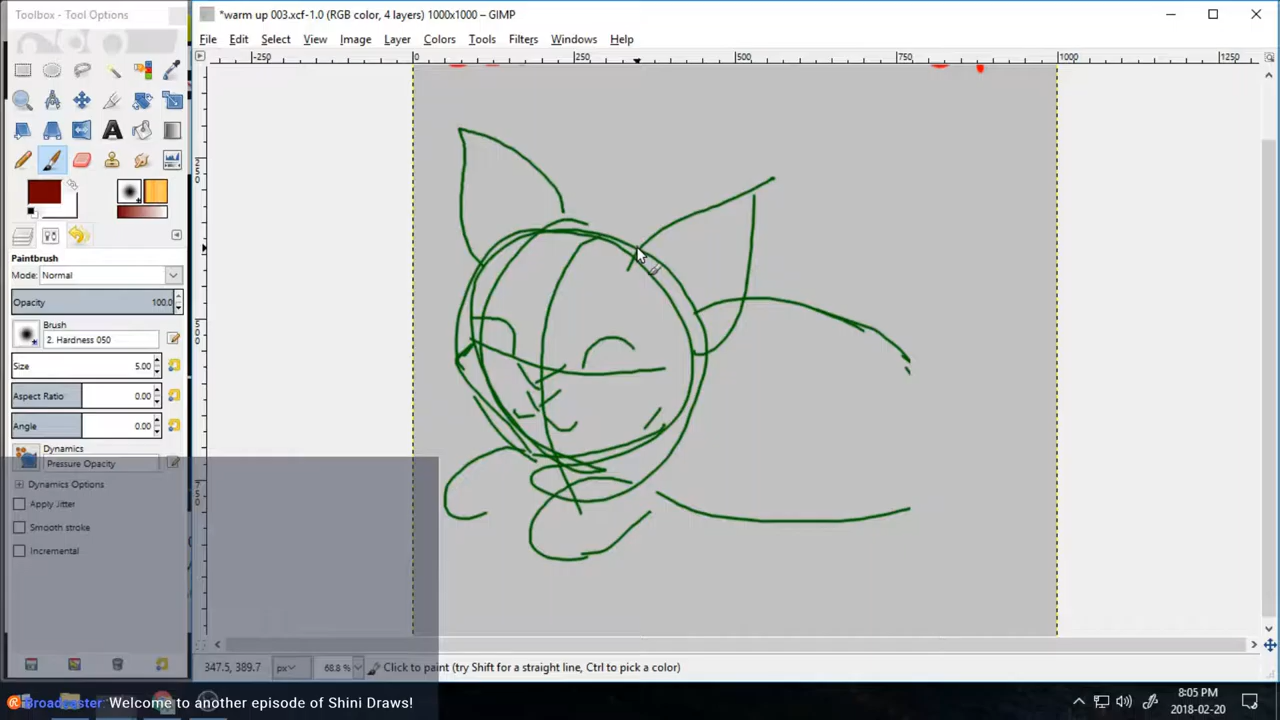 Toolbox - Tool Options
*warm up 003.xcf-1.0 (RGB color, 4 layers) 1000x1000 – GIMP
File Edit Select View Image Layer Colors Tools Filters Windows Help
-250 0 250 500 750 1000 1250
250
500
750
Paintbrush
Mode: Normal
Opacity 100.0
Brush
2. Hardness 050
Size 5.00
Aspect Ratio 0.00
Angle 0.00
Dynamics
Pressure Opacity
Dynamics Options
Apply Jitter
Smooth stroke
Incremental
347.5, 389.7 px 68.8 % Click to paint (try Shift for a straight line, Ctrl to pick a color)
Broadcaster Welcome to another episode of Shini Draws!
8:05 PM
2018-02-20